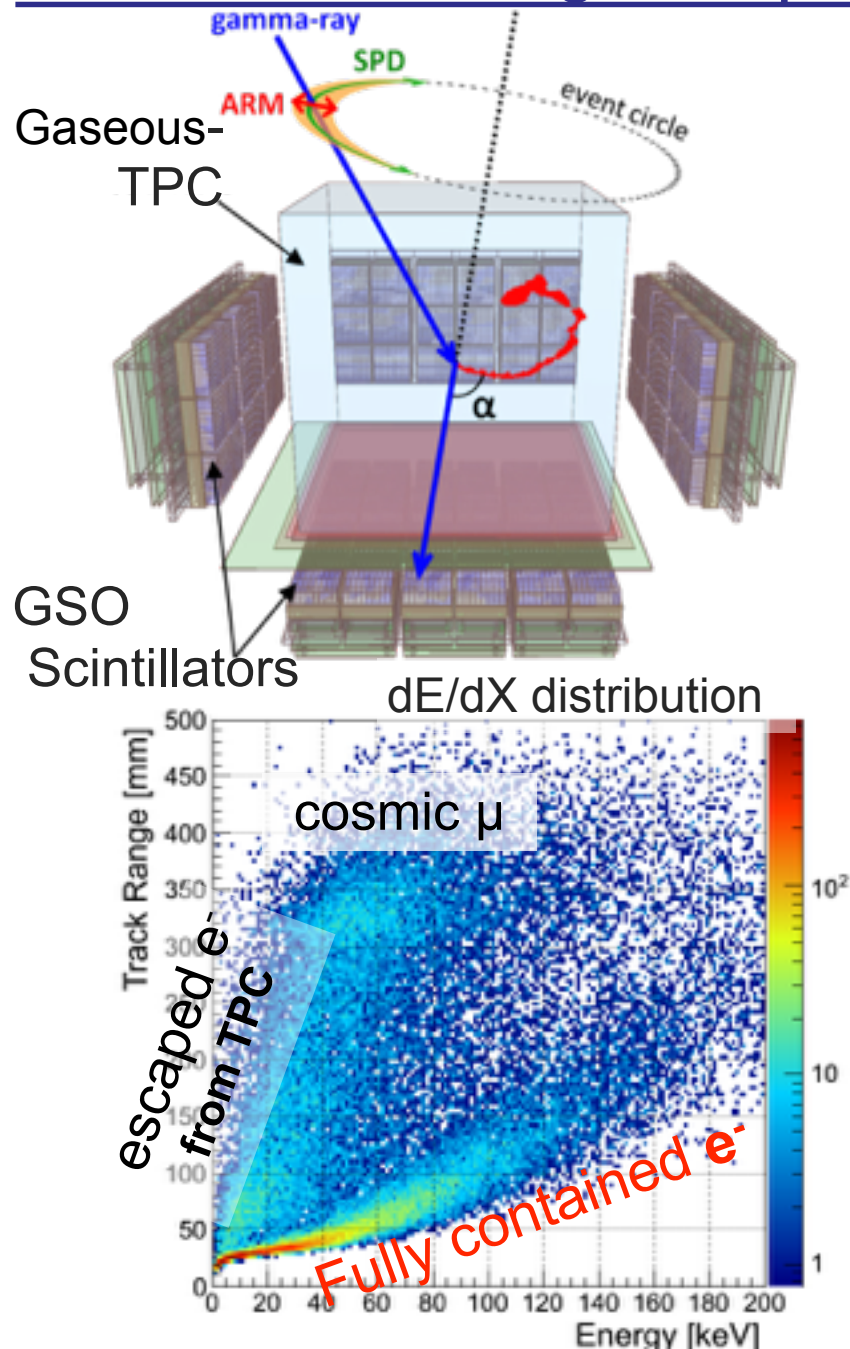 gamma-ray
SPD
ARM
event circle
Gaseous-
TPC
α
GSO
Scintillators
dE/dX distribution
Track Range [mm]
500
450
400
350
300
250
200
150
100
50
0
cosmic μ
escaped e-
from TPC
Fully contained e-
0 20 40 60 80 100 120 140 160 180 200
Energy [keV]
10²
10
1